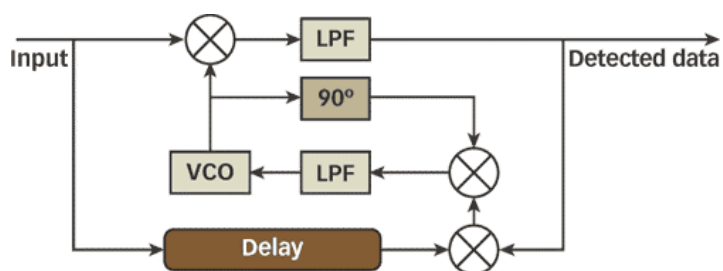 LPF
Input
Detected data
90º
VCO
LPF
Delay